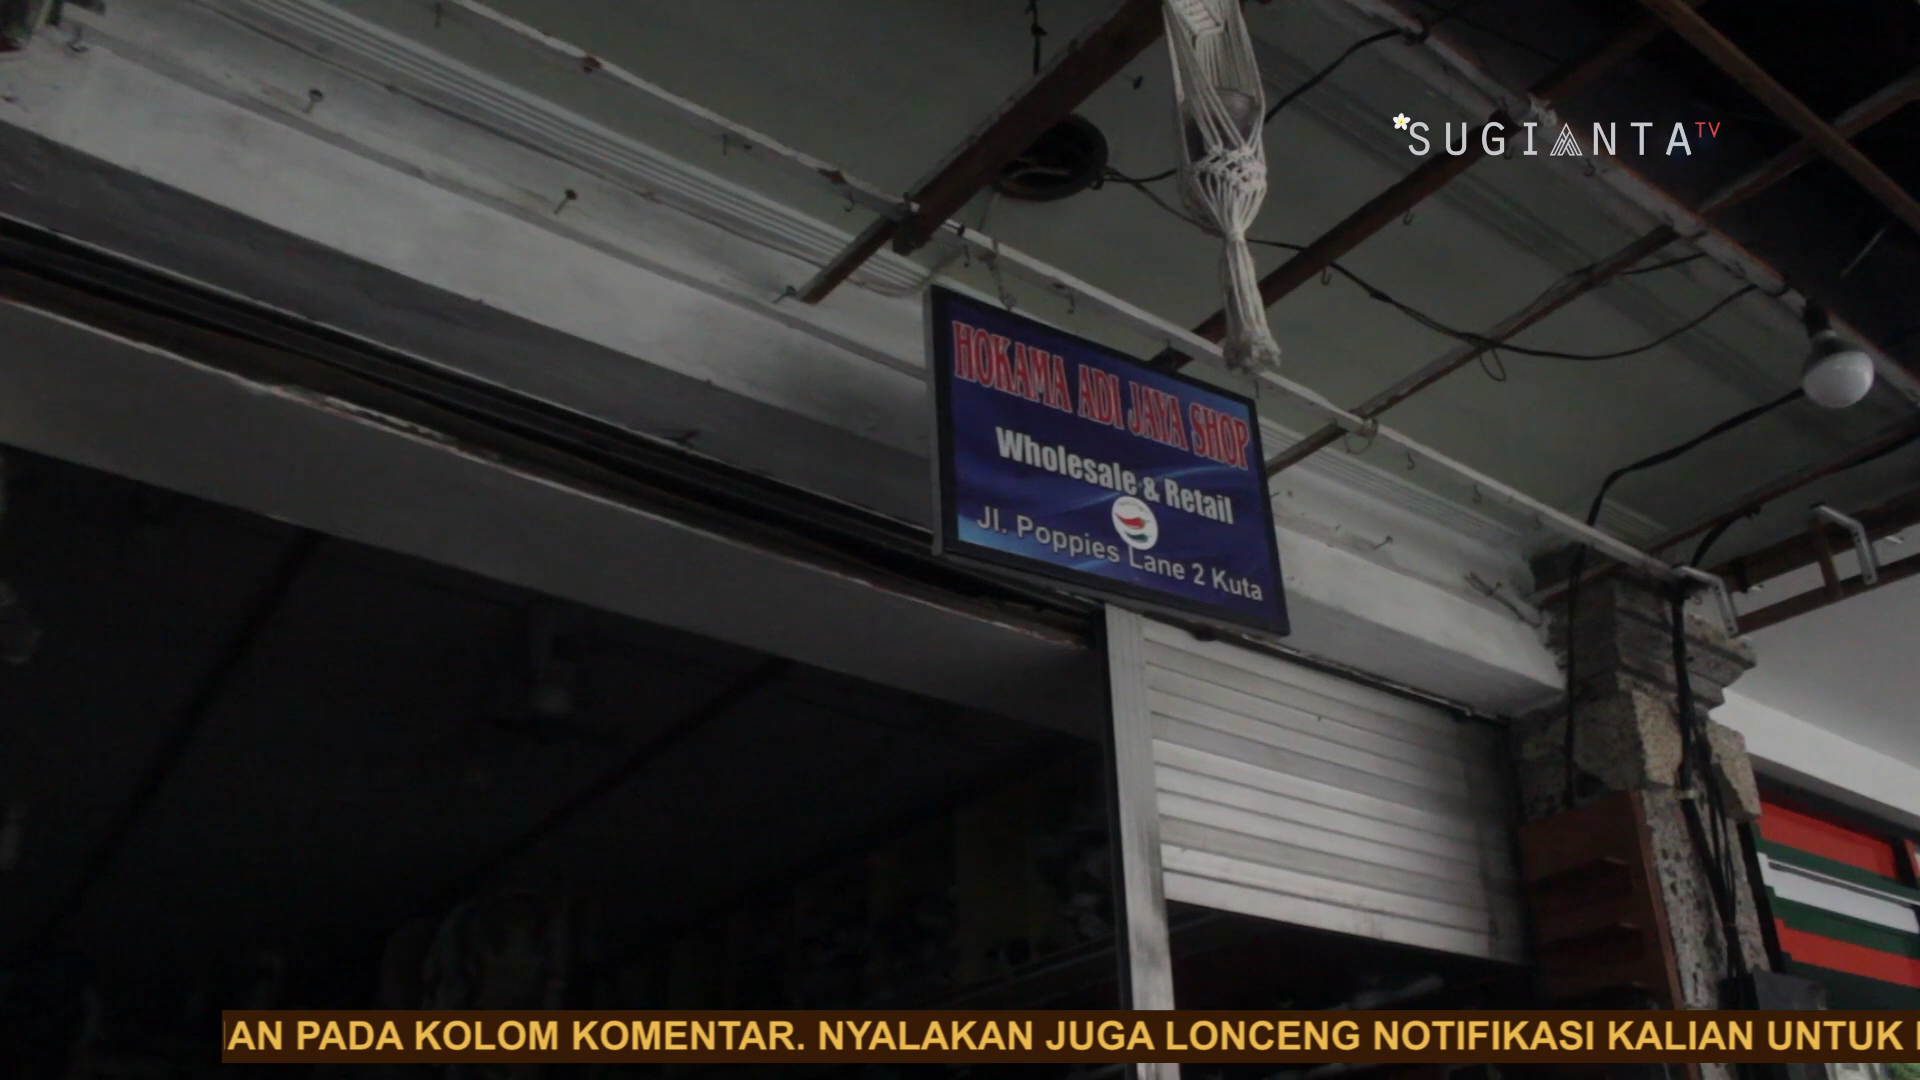 SUGIANTA TV
HOKAMA ADI JAYA SHOP
Wholesale & Retail
Jl. Poppies Lane 2 Kuta
AN PADA KOLOM KOMENTAR. NYALAKAN JUGA LONCENG NOTIFIKASI KALIAN UNTUK